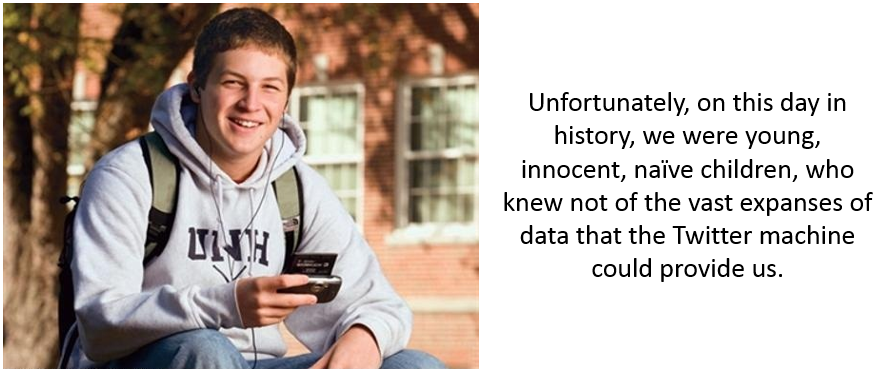 UNH
Unfortunately, on this day in
history, we were young,
innocent, naïve children, who
knew not of the vast expanses of
data that the Twitter machine
could provide us.